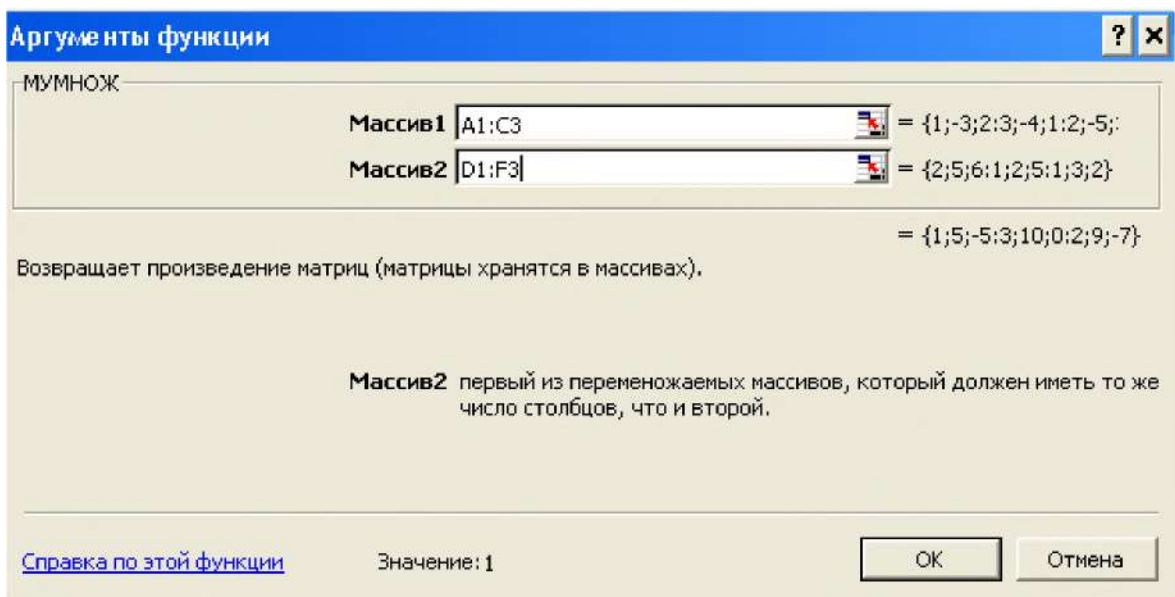 Аргументы функции
МУМНОЖ
Массив1 A1:C3 = {1;-3;2:3;-4;1:2;-5;:
Массив2 D1:F3 = {2;5;6:1;2;5:1;3;2}
= {1;5;-5:3;10;0:2;9;-7}
Возвращает произведение матриц (матрицы хранятся в массивах).
Массив2 первый из переменожаемых массивов, который должен иметь то же
число столбцов, что и второй.
Справка по этой функции Значение: 1 ОК Отмена